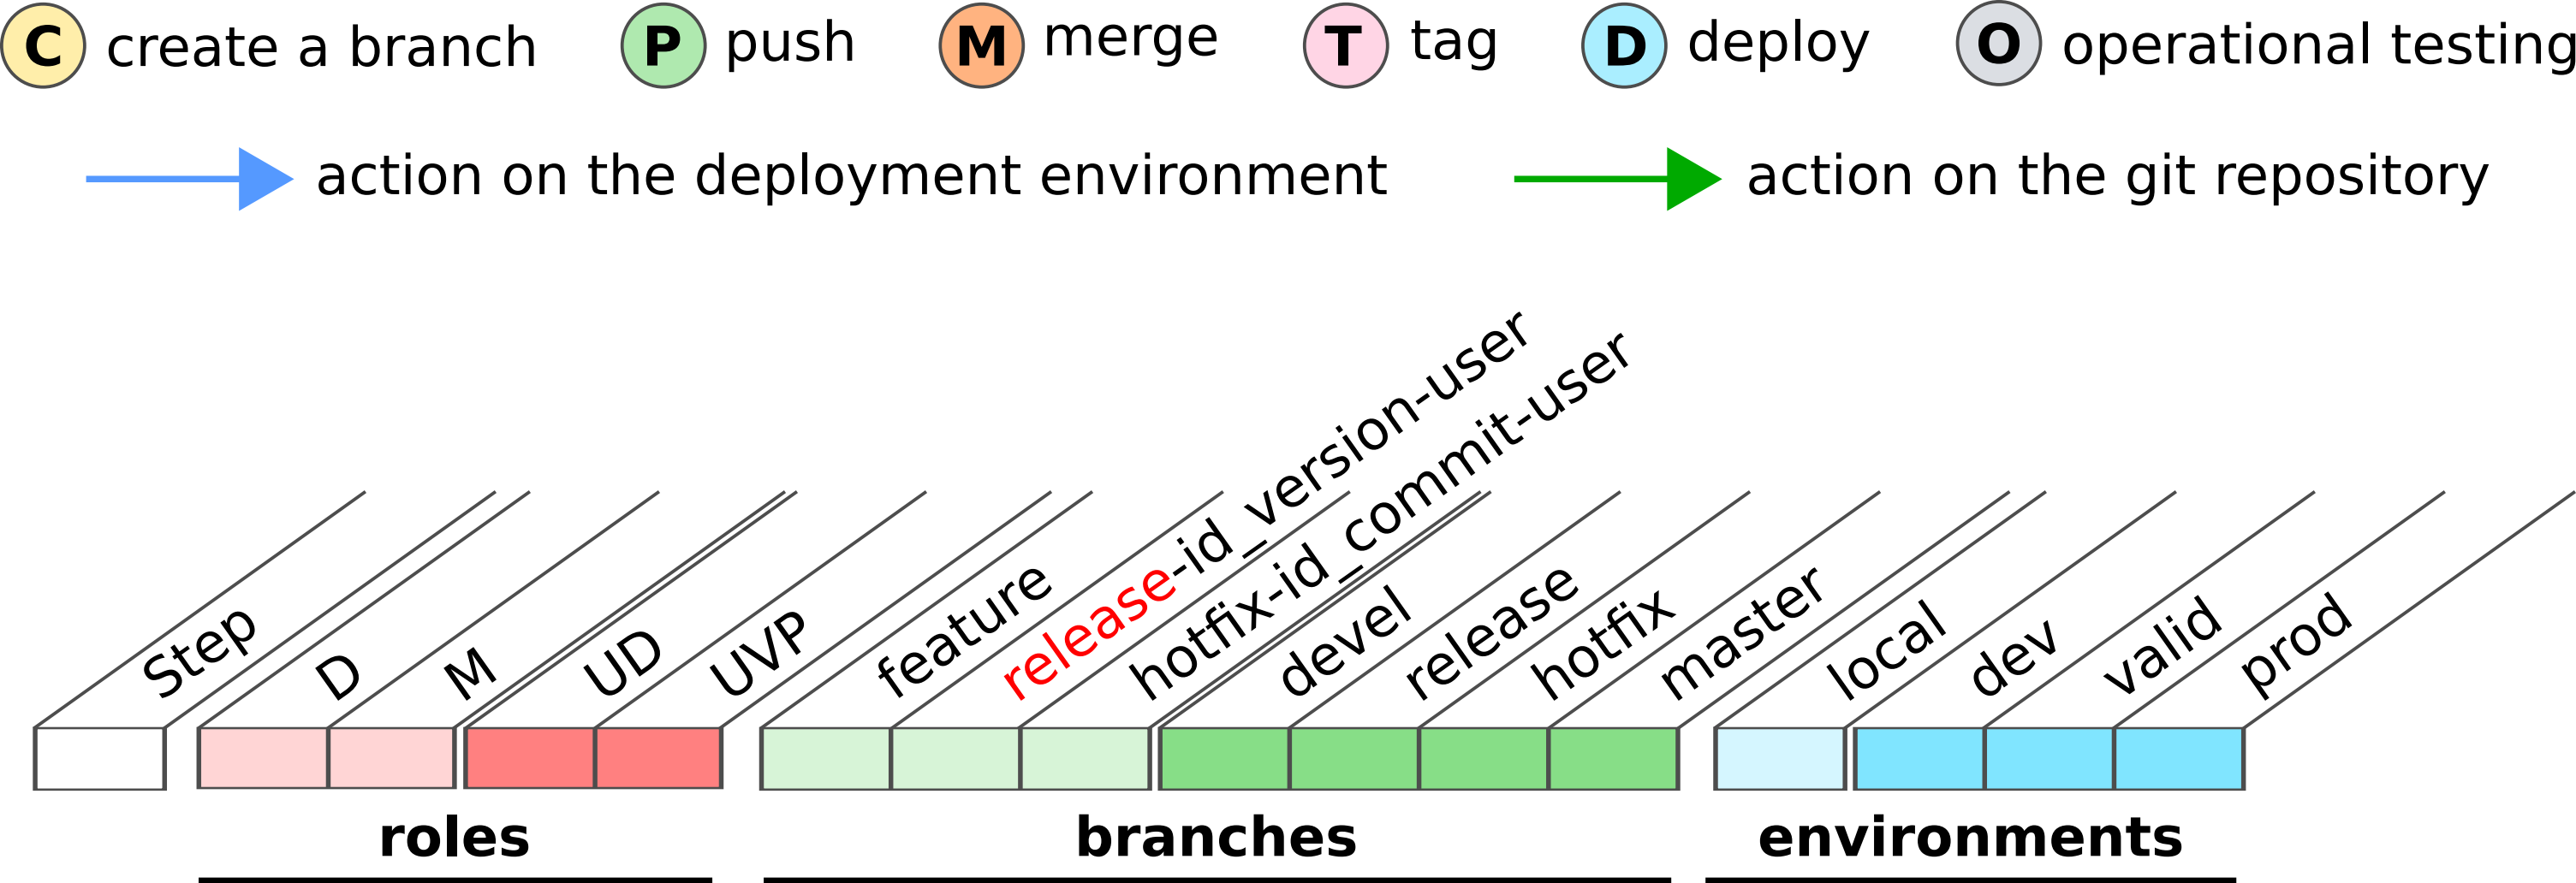 C create a branch P push M merge T tag D deploy O operational testing
action on the deployment environment action on the git repository
Step
D
M
UD
UVP
feature
release-id_version-user
hotfix-id_commit-user
devel
release
hotfix
master
local
dev
valid
prod
roles branches environments